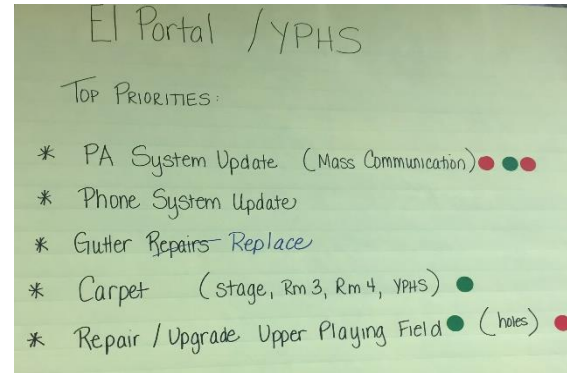 El Portal / YPHS
TOP PRIORITIES:
* PA System Update (Mass Communication)
* Phone System Update
* Gutter Repairs Replace
* Carpet (stage, Rm 3, Rm 4, YPHS)
* Repair / Upgrade Upper Playing Field (holes)